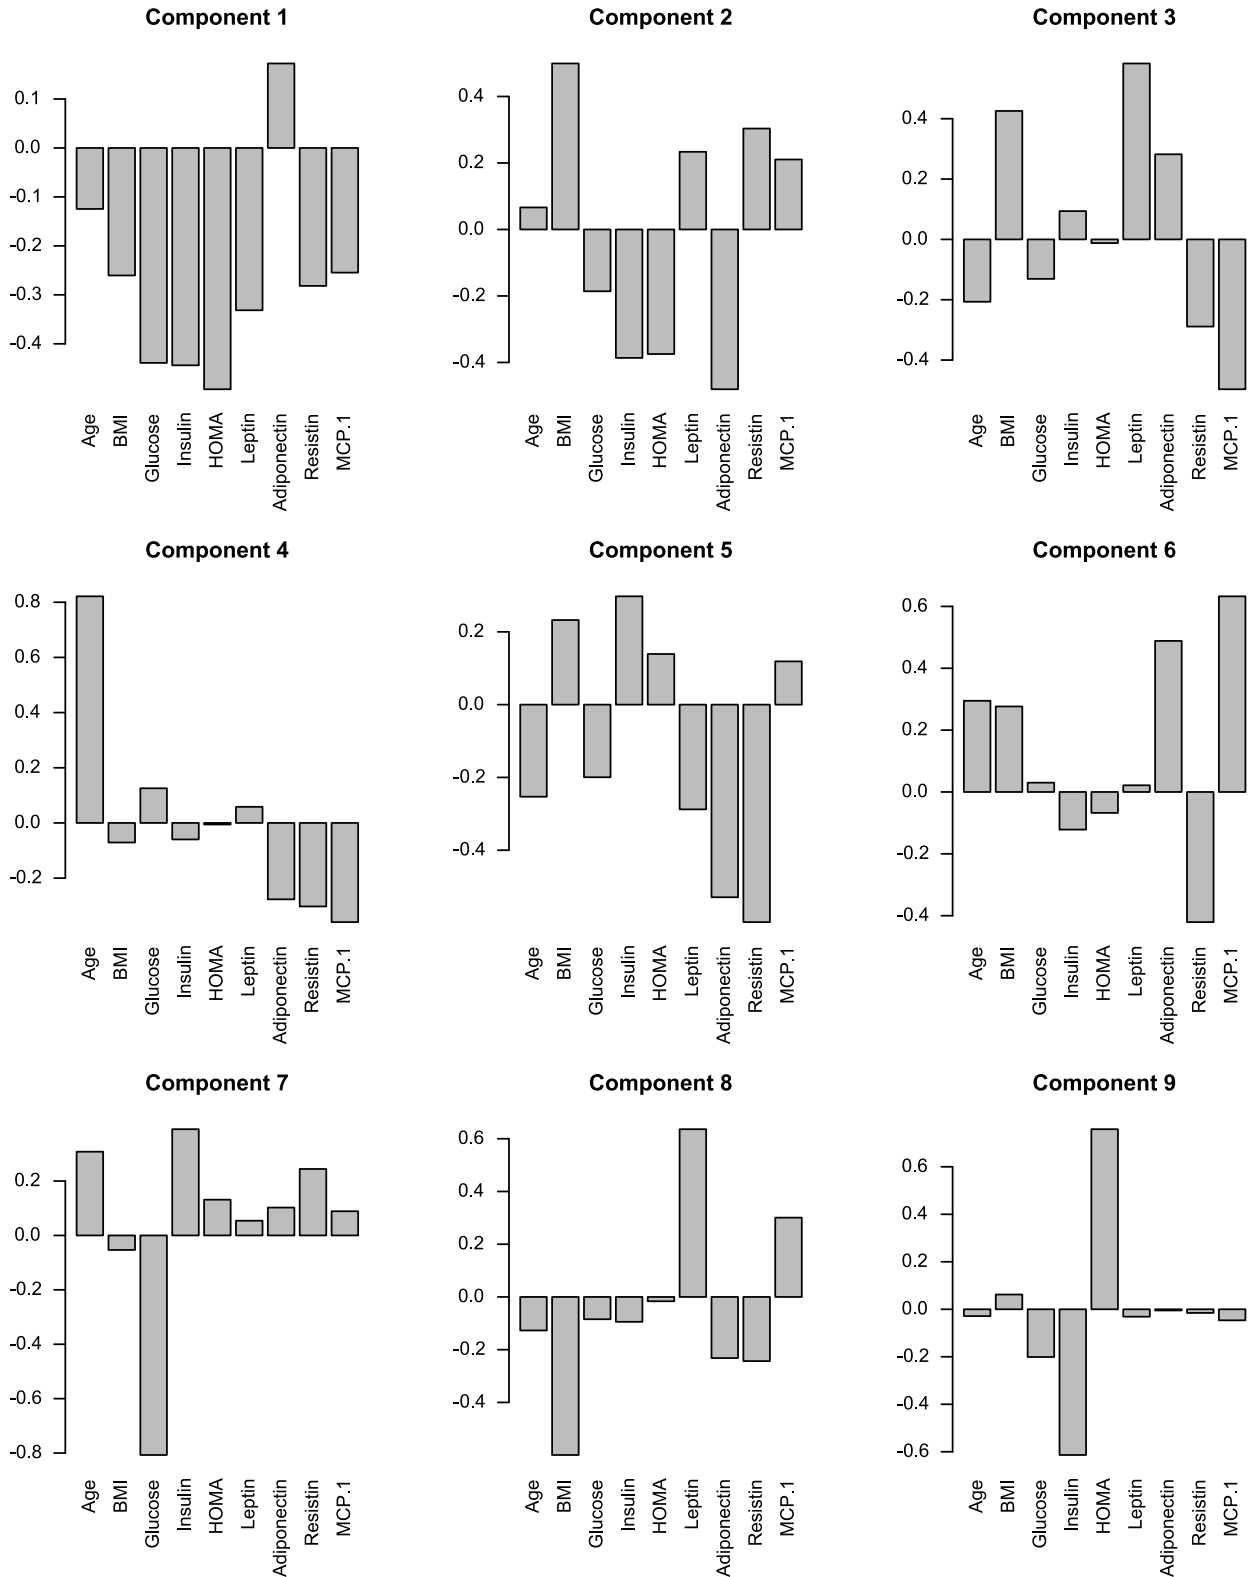 Component 1
0.1
0.0
-0.1
-0.2
-0.3
-0.4
Age
BMI
Glucose
Insulin
HOMA
Leptin
Adiponectin
Resistin
MCP.1
Component 2
0.4
0.2
0.0
-0.2
-0.4
Age
BMI
Glucose
Insulin
HOMA
Leptin
Adiponectin
Resistin
MCP.1
Component 3
0.4
0.2
0.0
-0.2
-0.4
Age
BMI
Glucose
Insulin
HOMA
Leptin
Adiponectin
Resistin
MCP.1
Component 4
0.8
0.6
0.4
0.2
0.0
-0.2
Age
BMI
Glucose
Insulin
HOMA
Leptin
Adiponectin
Resistin
MCP.1
Component 5
0.2
0.0
-0.2
-0.4
Age
BMI
Glucose
Insulin
HOMA
Leptin
Adiponectin
Resistin
MCP.1
Component 6
0.6
0.4
0.2
0.0
-0.2
-0.4
Age
BMI
Glucose
Insulin
HOMA
Leptin
Adiponectin
Resistin
MCP.1
Component 7
0.2
0.0
-0.2
-0.4
-0.6
-0.8
Age
BMI
Glucose
Insulin
HOMA
Leptin
Adiponectin
Resistin
MCP.1
Component 8
0.6
0.4
0.2
0.0
-0.2
-0.4
Age
BMI
Glucose
Insulin
HOMA
Leptin
Adiponectin
Resistin
MCP.1
Component 9
0.6
0.4
0.2
0.0
-0.2
-0.4
-0.6
Age
BMI
Glucose
Insulin
HOMA
Leptin
Adiponectin
Resistin
MCP.1